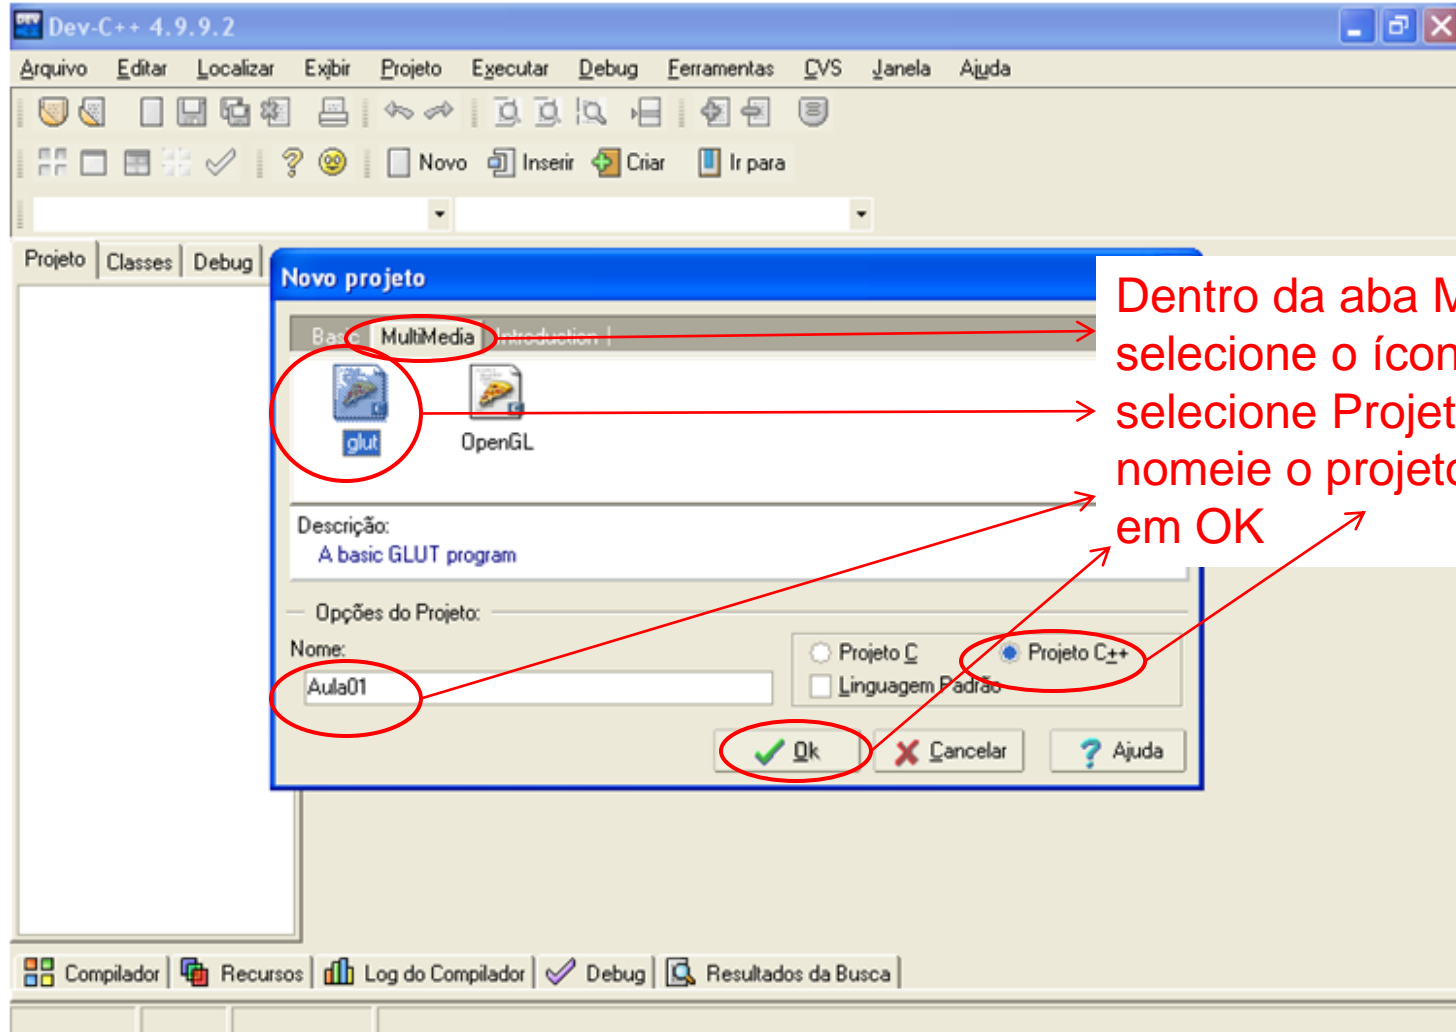 Dev-C++ 4.9.9.2
Arquivo Editar Localizar Exibir Projeto Executar Debug Ferramentas CVS Janela Ajuda
Novo Inserir Criar Ir para
Projeto Classes Debug
Novo projeto
Basic MultiMedia Introduction
glut OpenGL
Descrição:
A basic GLUT program
Opções do Projeto:
Nome:
Aula01
Projeto C Projeto C++
Linguagem Padrão
Ok Cancelar Ajuda
Dentro da aba M
selecione o ícon
selecione Projet
nomeie o projeto
em OK
Compilador Recursos Log do Compilador Debug Resultados da Busca